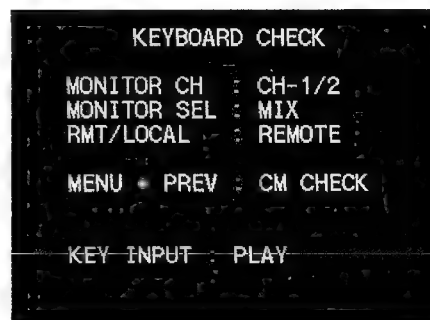 KEYBOARD CHECK
MONITOR CH : CH-1/2
MONITOR SEL : MIX
RMT/LOCAL : REMOTE
MENU • PREV : CM CHECK
KEY INPUT : PLAY